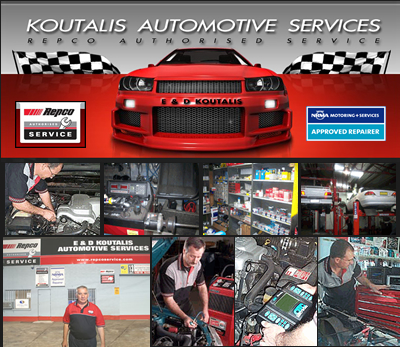 KOUTALIS AUTOMOTIVE SERVICES
REPCO AUTHORISED SERVICE
E & D KOUTALIS
Repco
AUTHORISED
SERVICE
NRMA MOTORING + SERVICES
APPROVED REPAIRER
Repco
SERVICE
E & D KOUTALIS
AUTOMOTIVE SERVICES
www.repcoservice.com